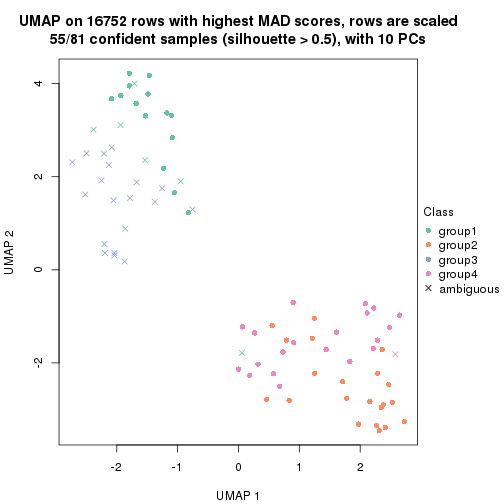 UMAP on 16752 rows with highest MAD scores, rows are scaled
55/81 confident samples (silhouette > 0.5), with 10 PCs
4
2
0
-2
UMAP 2
-2
-1
0
1
2
UMAP 1
Class
group1
group2
group3
group4
ambiguous